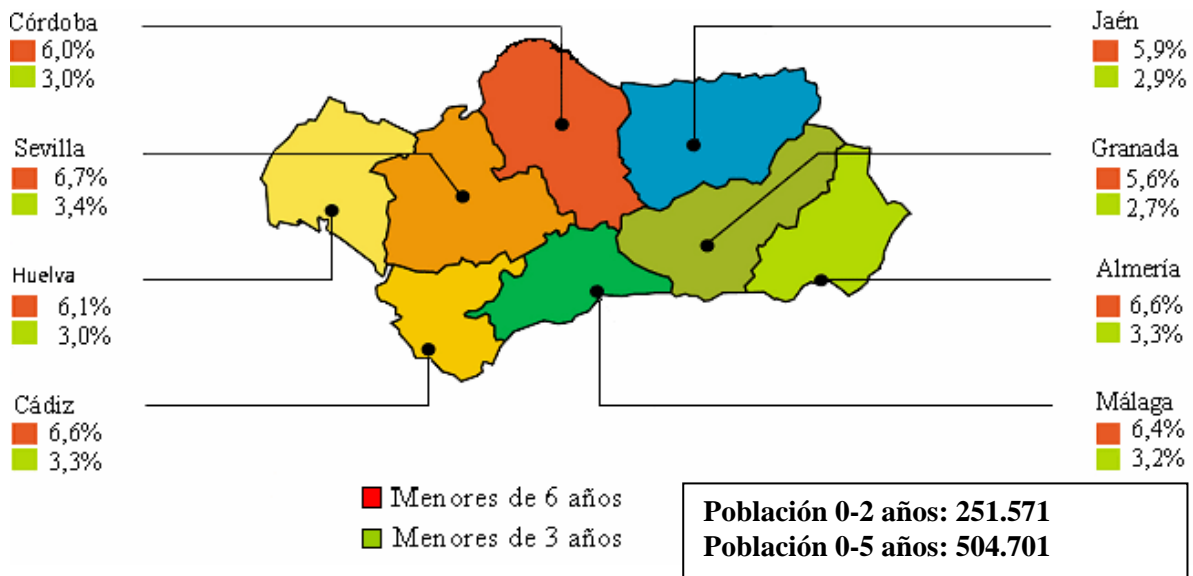 Córdoba
6,0%
3,0%
Sevilla
6,7%
3,4%
Huelva
6,1%
3,0%
Cádiz
6,6%
3,3%
Jaén
5,9%
2,9%
Granada
5,6%
2,7%
Almería
6,6%
3,3%
Málaga
6,4%
3,2%
Menores de 6 años
Menores de 3 años
Población 0-2 años: 251.571
Población 0-5 años: 504.701